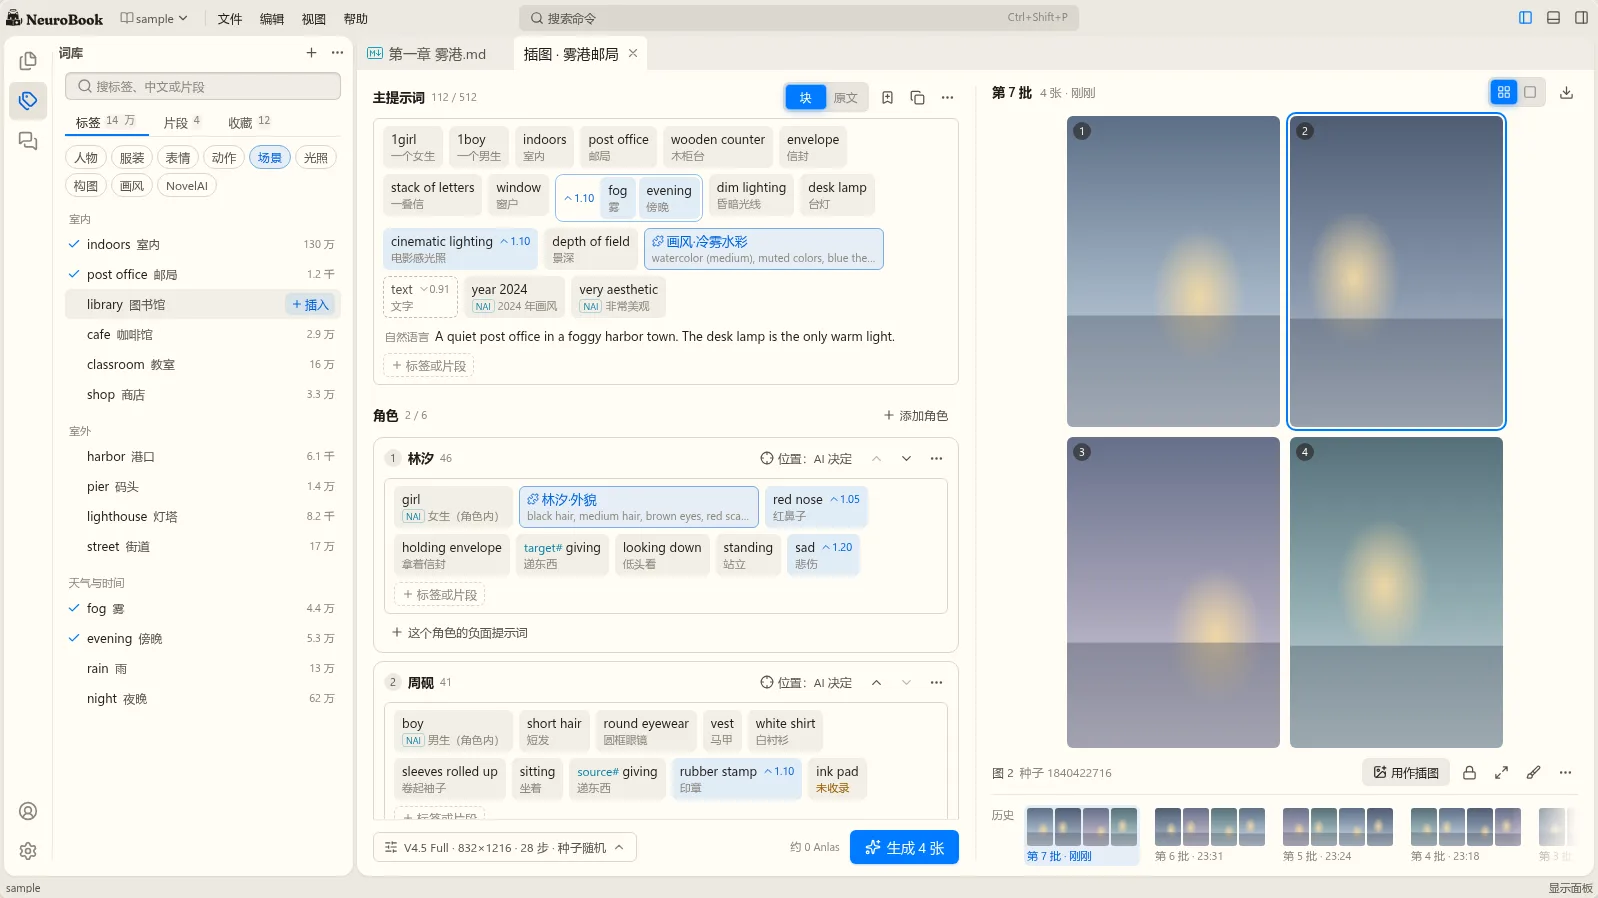 NeuroBook sample 文件 编辑 视图 帮助 搜索命令 Ctrl+Shift+P
词库
搜标签、中文或片段
标签 14 万 片段 4 收藏 12
人物 服装 表情 动作 场景 光照
构图 画风 NovelAI
室内
indoors 室内 130 万
post office 邮局 1.2 千
library 图书馆 插入
cafe 咖啡馆 2.9 万
classroom 教室 16 万
shop 商店 3.3 万
室外
harbor 港口 6.1 千
pier 码头 1.4 万
lighthouse 灯塔 8.2 千
street 街道 17 万
天气与时间
fog 雾 4.4 万
evening 傍晚 5.3 万
rain 雨 13 万
night 夜晚 62 万
第一章 雾港.md 插图 · 雾港邮局
主提示词 112 / 512 块 原文
1girl 1boy indoors post office wooden counter envelope
一个女生 一个男生 室内 邮局 木柜台 信封
stack of letters window 1.10 fog evening dim lighting desk lamp
一叠信 窗户 雾 傍晚 昏暗光线 台灯
cinematic lighting 1.10 depth of field 画风·冷雾水彩
电影感光照 景深 watercolor (medium), muted colors, blue the...
text 0.91 year 2024 very aesthetic
文字 NAI 2024 年画风 NAI 非常美观
自然语言 A quiet post office in a foggy harbor town. The desk lamp is the only warm light.
+ 标签或片段
角色 2 / 6 + 添加角色
1 林汐 46 位置：AI 决定
girl 林汐·外貌 red nose 1.05
NAI 女生（角色内） black hair, medium hair, brown eyes, red sca... 红鼻子
holding envelope target# giving looking down standing sad 1.20
拿着信封 递东西 低头看 站立 悲伤
+ 标签或片段
+ 这个角色的负面提示词
2 周砚 41 位置：AI 决定
boy short hair round eyewear vest white shirt
NAI 男生（角色内） 短发 圆框眼镜 马甲 白衬衫
sleeves rolled up sitting source# giving rubber stamp 1.10 ink pad
卷起袖子 坐着 递东西 印章 未收录
+ 标签或片段
V4.5 Full · 832×1216 · 28 步 · 种子随机 约 0 Anlas 生成 4 张
第 7 批 4 张 · 刚刚
1 2
3 4
图 2 种子 1840422716 用作插图
历史
第 7 批 · 刚刚 第 6 批 · 23:31 第 5 批 · 23:24 第 4 批 · 23:18 第 3 批
sample 显示面板